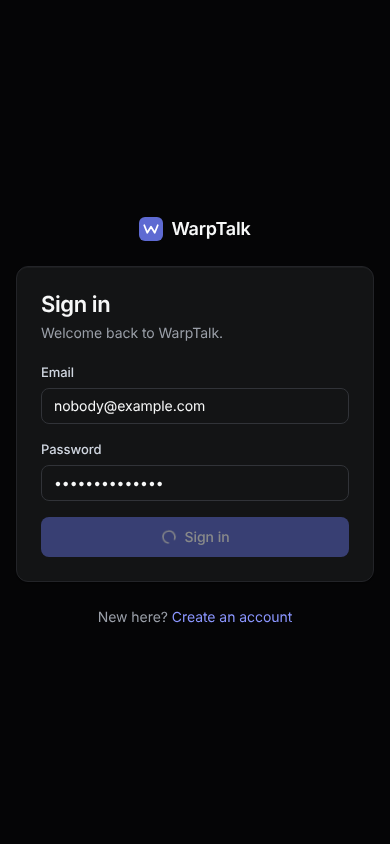 WarpTalk
Sign in
Welcome back to WarpTalk.
Email
nobody@example.com
Password
••••••••••••••
Sign in
New here? Create an account